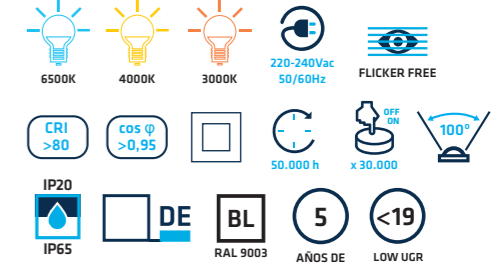 6500K
4000K
3000K
220-240Vac
50/60Hz
FLICKER FREE
CRI
>80
cos φ
>0,95
50.000 h
OFF
ON
x 30.000
100°
IP20
IP65
DE
BL
RAL 9003
5
AÑOS DE
<19
LOW UGR